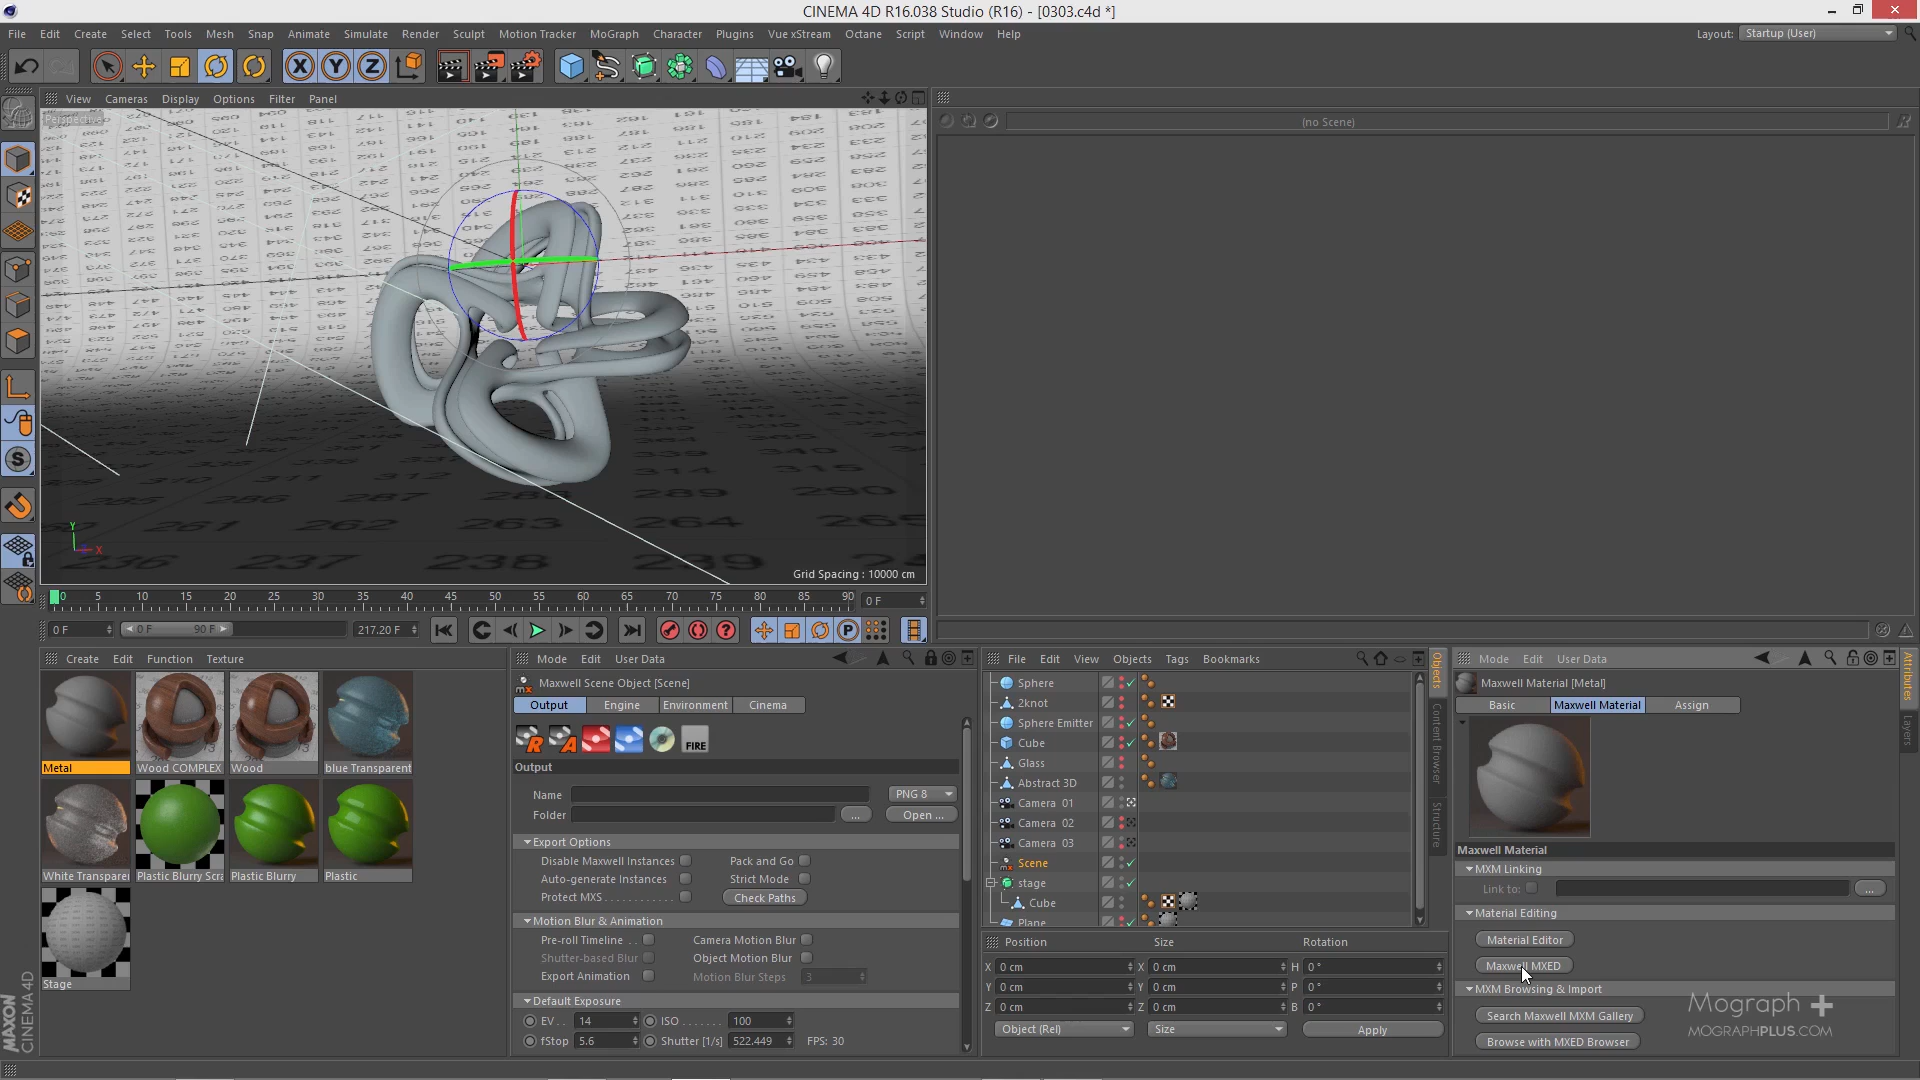 CINEMA 4D R16.038 Studio (R16) - [0303.c4d *]
File Edit Create Select Tools Mesh Snap Animate Simulate Render Sculpt Motion Tracker MoGraph Character Plugins Vue xStream Octane Script Window Help
Layout: Startup (User)
View Cameras Display Options Filter Panel
Perspective
(no Scene)
Grid Spacing : 10000 cm
0 5 10 15 20 25 30 35 40 45 50 55 60 65 70 75 80 85 90 0 F
0 F 0 F 90 F 217.20 F
Create Edit Function Texture
Metal Wood COMPLEX Wood blue Transparent
White Transparen Plastic Blurry Scra Plastic Blurry Plastic
Stage
MAXON
CINEMA 4D
Mode Edit User Data
Maxwell Scene Object [Scene]
Output Engine Environment Cinema
R A FIRE
Output
Name PNG 8
Folder ... Open ...
Export Options
Disable Maxwell Instances Pack and Go
Auto-generate Instances Strict Mode
Protect MXS Check Paths
Motion Blur & Animation
Pre-roll Timeline Camera Motion Blur
Shutter-based Blur Object Motion Blur
Export Animation Motion Blur Steps 3
Default Exposure
EV 14 ISO 100
fStop 5.6 Shutter [1/s] 522.449 FPS: 30
File Edit View Objects Tags Bookmarks
Sphere
2knot
Sphere Emitter
Cube
Glass
Abstract 3D
Camera 01
Camera 02
Camera 03
Scene
stage
Cube
Plane
Objects
Content Browser
Structure
Position Size Rotation
X 0 cm X 0 cm H 0 °
Y 0 cm Y 0 cm P 0 °
Z 0 cm Z 0 cm B 0 °
Object (Rel) Size Apply
Mode Edit User Data
Maxwell Material [Metal]
Basic Maxwell Material Assign
Maxwell Material
MXM Linking
Link to: ...
Material Editing
Material Editor
Maxwell MXED
MXM Browsing & Import
Search Maxwell MXM Gallery
Browse with MXED Browser
Attributes
Layers
Mograph +
MOGRAPHPLUS.COM